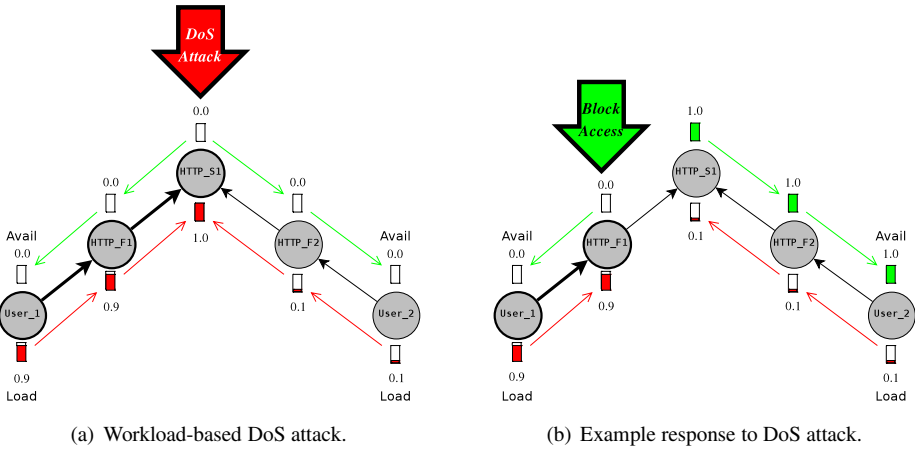 DoS
Attack
0.0
HTTP_S1
1.0
0.0
HTTP_F1
0.9
0.0
HTTP_F2
0.1
Avail
0.0
User_1
0.9
Load
Avail
0.0
User_2
0.1
Load
(a) Workload-based DoS attack.
Block
Access
1.0
HTTP_S1
0.1
0.0
HTTP_F1
0.9
1.0
HTTP_F2
0.1
Avail
0.0
User_1
0.9
Load
Avail
1.0
User_2
0.1
Load
(b) Example response to DoS attack.